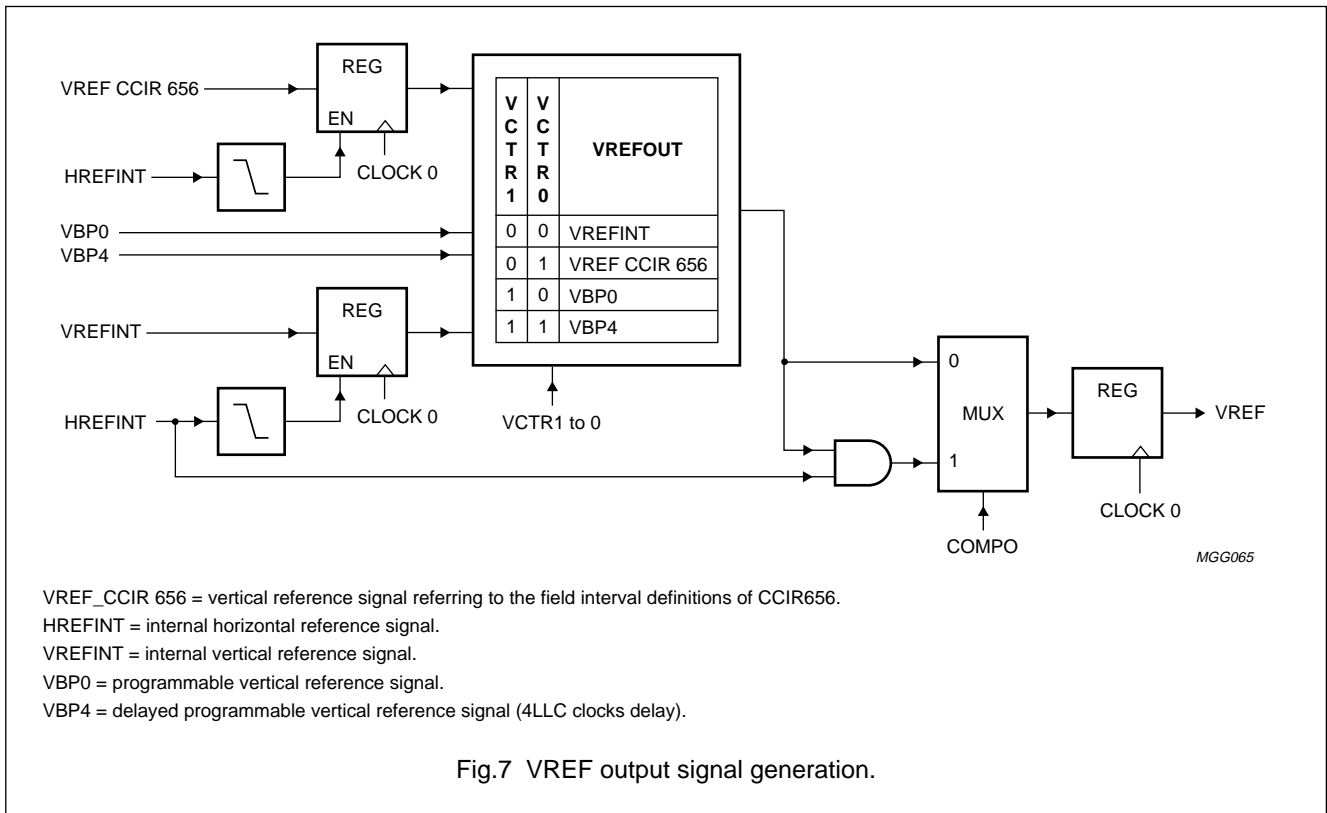 VREF CCIR 656
REG
EN
CLOCK 0
HREFINT
VBP0
VBP4
VREFINT
REG
EN
CLOCK 0
HREFINT
VCTR1 VCTR0 VREFOUT
0 0 VREFINT
0 1 VREF CCIR 656
1 0 VBP0
1 1 VBP4
VCTR1 to 0
0
MUX
1
COMPO
REG
VREF
CLOCK 0
MGG065
VREF_CCIR 656 = vertical reference signal referring to the field interval definitions of CCIR656.
HREFINT = internal horizontal reference signal.
VREFINT = internal vertical reference signal.
VBP0 = programmable vertical reference signal.
VBP4 = delayed programmable vertical reference signal (4LLC clocks delay).
Fig.7 VREF output signal generation.